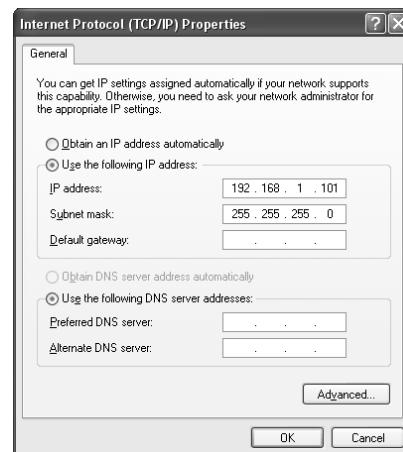 Internet Protocol (TCP/IP) Properties
General
You can get IP settings assigned automatically if your network supports
this capability. Otherwise, you need to ask your network administrator for
the appropriate IP settings.
Obtain an IP address automatically
Use the following IP address:
IP address: 192 . 168 . 1 . 101
Subnet mask: 255 . 255 . 255 . 0
Default gateway: . . .
Obtain DNS server address automatically
Use the following DNS server addresses:
Preferred DNS server: . . .
Alternate DNS server: . . .
Advanced...
OK Cancel